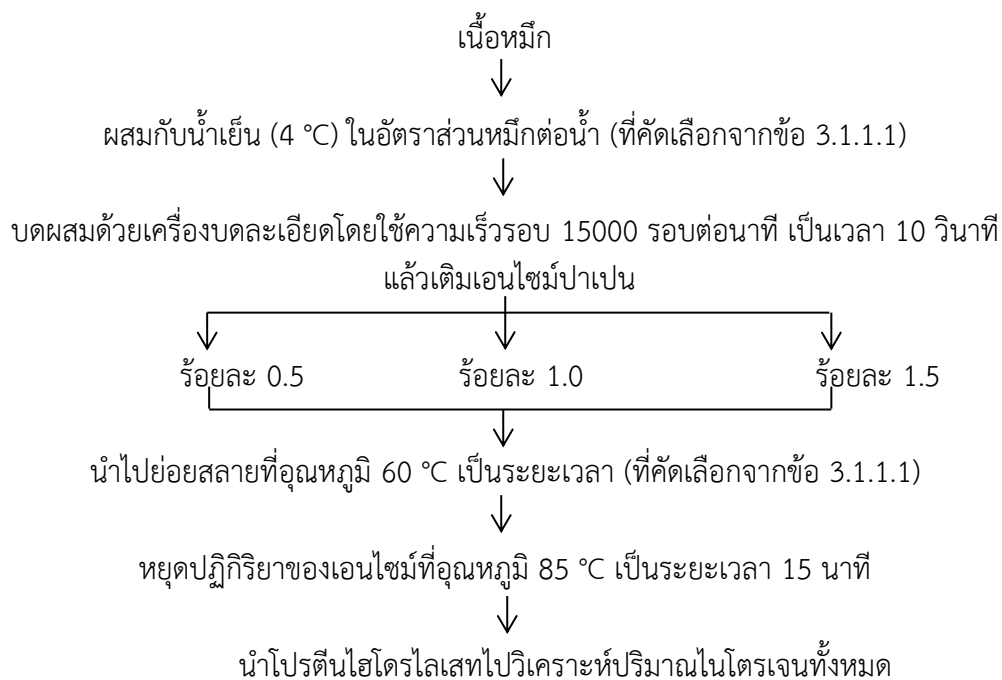 เนื้อหมึก
ผสมกับน้ำเย็น (4 °C) ในอัตราส่วนหมึกต่อน้ำ (ที่คัดเลือกจากข้อ 3.1.1.1)
บดผสมด้วยเครื่องบดละเอียดโดยใช้ความเร็วรอบ 15000 รอบต่อนาที เป็นเวลา 10 วินาที
แล้วเติมเอนไซม์ปาเปน
ร้อยละ 0.5 ร้อยละ 1.0 ร้อยละ 1.5
นำไปย่อยสลายที่อุณหภูมิ 60 °C เป็นระยะเวลา (ที่คัดเลือกจากข้อ 3.1.1.1)
หยุดปฏิกิริยาของเอนไซม์ที่อุณหภูมิ 85 °C เป็นระยะเวลา 15 นาที
นำโปรตีนไฮโดรไลเสทไปวิเคราะห์ปริมาณไนโตรเจนทั้งหมด